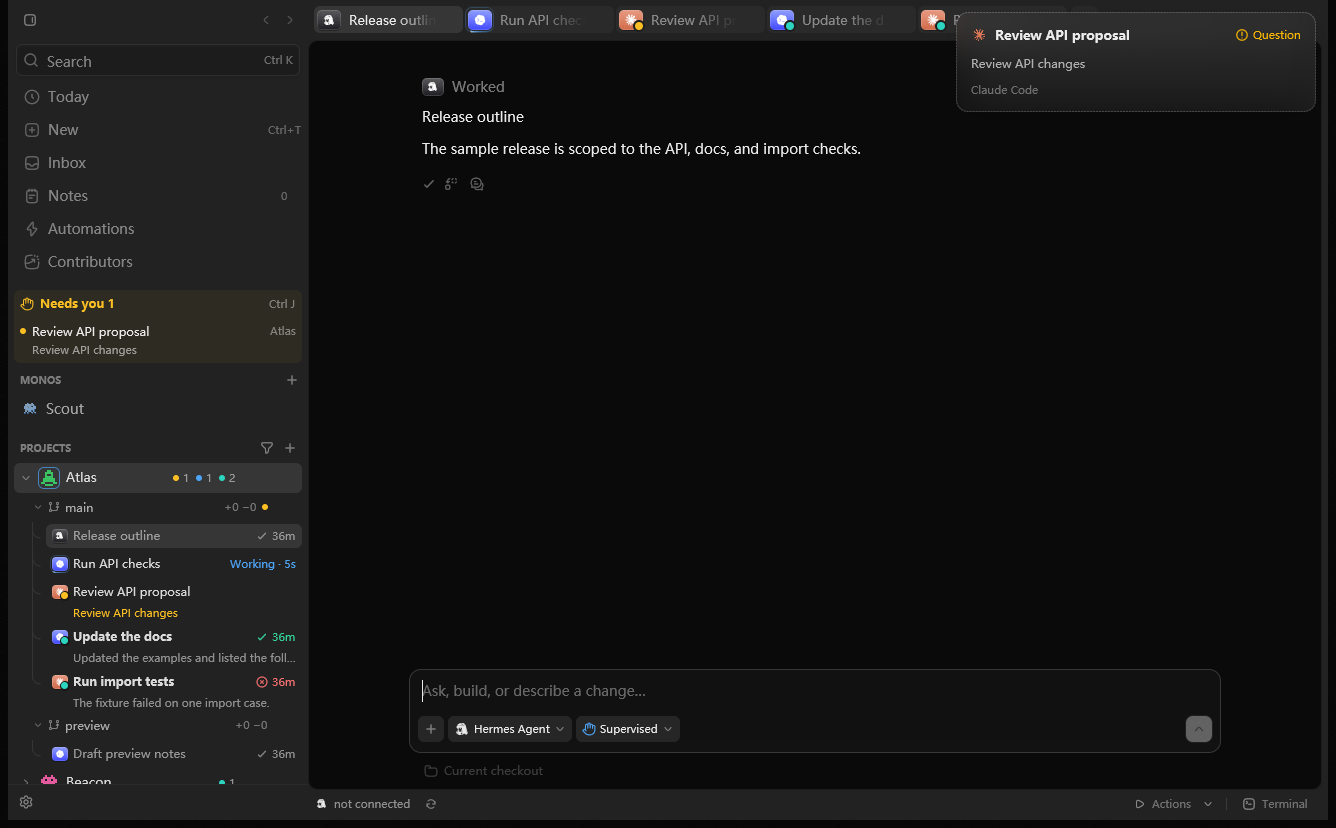 Search Ctrl K
Today
New Ctrl+T
Inbox
Notes 0
Automations
Contributors
Needs you 1 Ctrl J
Review API proposal Atlas
Review API changes
MONOS
Scout
PROJECTS
Atlas 1 1 2
main +0 −0
Release outline 36m
Run API checks Working · 5s
Review API proposal
Review API changes
Update the docs 36m
Updated the examples and listed the foll...
Run import tests 36m
The fixture failed on one import case.
preview +0 −0
Draft preview notes 36m
Beacon 1
Release outlin
Run API chec
Review API p
Update the d
Review API proposal Question
Review API changes
Claude Code
Worked
Release outline
The sample release is scoped to the API, docs, and import checks.
Ask, build, or describe a change...
Hermes Agent Supervised
Current checkout
not connected Actions Terminal